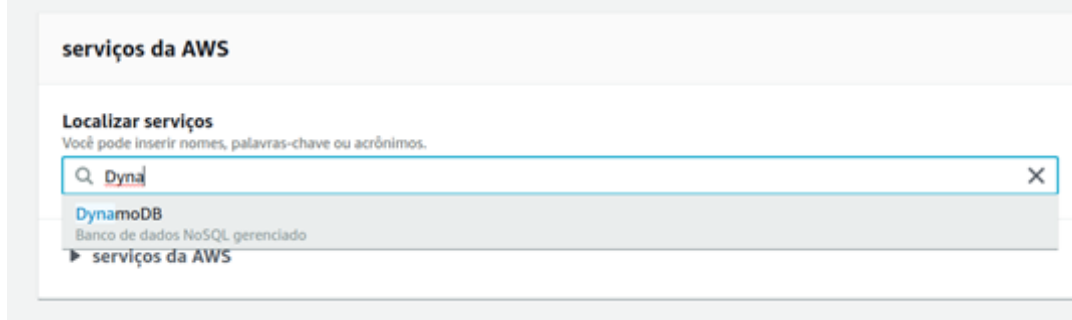 serviços da AWS
Localizar serviços
Você pode inserir nomes, palavras-chave ou acrônimos.
Dyna
DynamoDB
Banco de dados NoSQL gerenciado
serviços da AWS